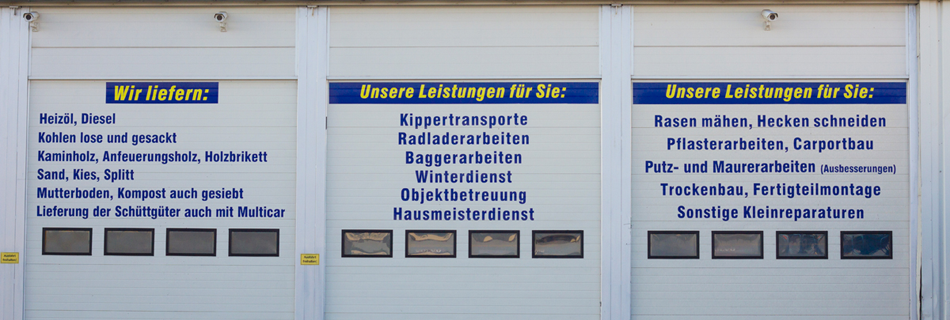 Wir liefern:
Heizöl, Diesel
Kohlen lose und gesackt
Kaminholz, Anfeuerungsholz, Holzbrikett
Sand, Kies, Splitt
Mutterboden, Kompost auch gesiebt
Lieferung der Schüttgüter auch mit Multicar
Unsere Leistungen für Sie:
Kippertransporte
Radladerarbeiten
Baggerarbeiten
Winterdienst
Objektbetreuung
Hausmeisterdienst
Unsere Leistungen für Sie:
Rasen mähen, Hecken schneiden
Pflasterarbeiten, Carportbau
Putz- und Maurerarbeiten (Ausbesserungen)
Trockenbau, Fertigteilmontage
Sonstige Kleinreparaturen